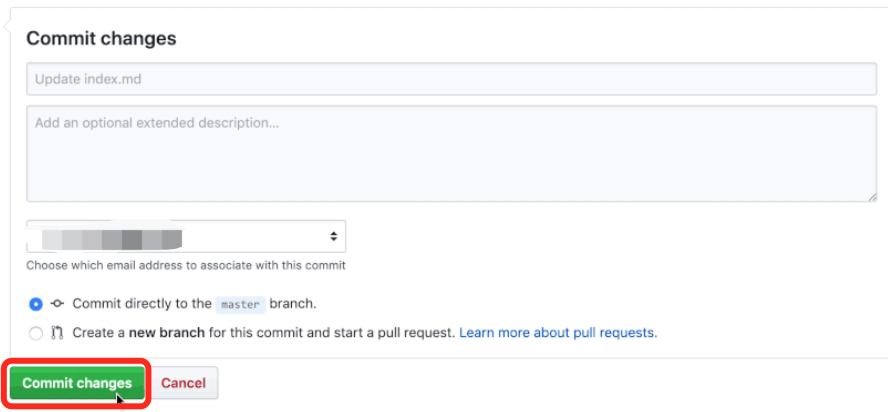 Commit changes
Update index.md
Add an optional extended description...
Choose which email address to associate with this commit
Commit directly to the master branch.
Create a new branch for this commit and start a pull request. Learn more about pull requests.
Commit changes Cancel